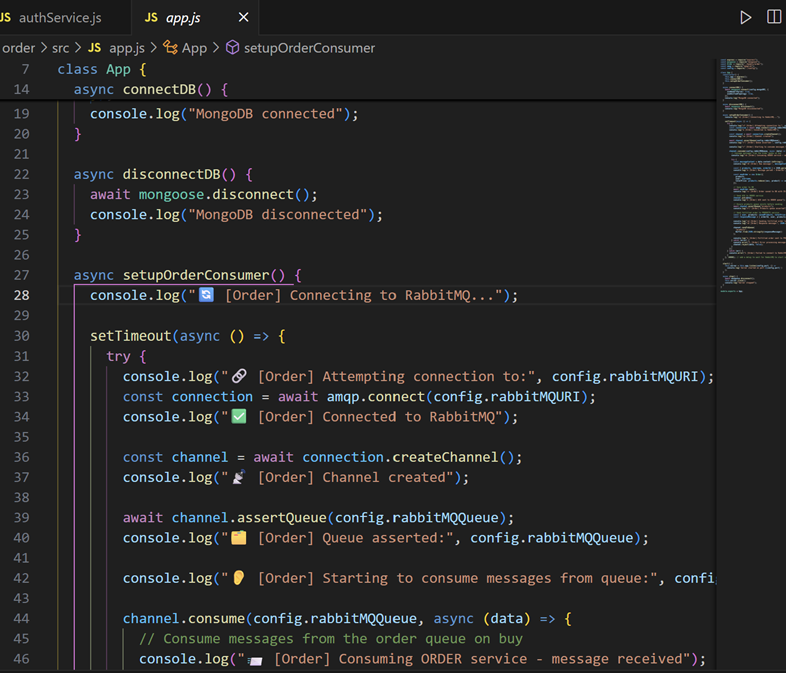 JS authService.js JS app.js ×
order > src > JS app.js > App > setupOrderConsumer
7 class App {
14 async connectDB() {
19 console.log("MongoDB connected");
20 }
21
22 async disconnectDB() {
23 await mongoose.disconnect();
24 console.log("MongoDB disconnected");
25 }
26
27 async setupOrderConsumer() {
28 console.log("🔄 [Order] Connecting to RabbitMQ...");
29
30 setTimeout(async () => {
31 try {
32 console.log("🔗 [Order] Attempting connection to:", config.rabbitMQURI);
33 const connection = await amqp.connect(config.rabbitMQURI);
34 console.log("✅ [Order] Connected to RabbitMQ");
35
36 const channel = await connection.createChannel();
37 console.log("📡 [Order] Channel created");
38
39 await channel.assertQueue(config.rabbitMQQueue);
40 console.log("🗂️ [Order] Queue asserted:", config.rabbitMQQueue);
41
42 console.log("👂 [Order] Starting to consume messages from queue:", confi
43
44 channel.consume(config.rabbitMQQueue, async (data) => {
45 // Consume messages from the order queue on buy
46 console.log("📨 [Order] Consuming ORDER service - message received");